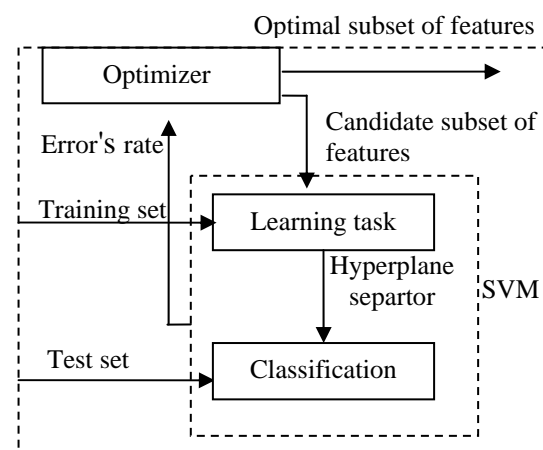 Optimal subset of features
Optimizer
Candidate subset of
features
Error's rate
Training set
Learning task
Hyperplane
separtor
SVM
Test set
Classification